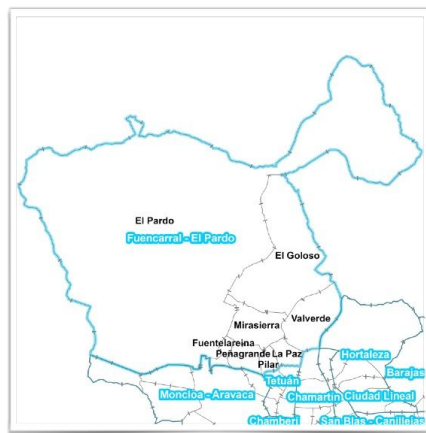 El Pardo
Fuencarral - El Pardo
El Goloso
Valverde
Mirasierra
Fuentelareina
Peñagrande La Paz
Pilar
Hortaleza
Barajas
Tetuán
Moncloa - Aravaca
Chamartín
Ciudad Lineal
Chamberí
San Blas - Canillejas